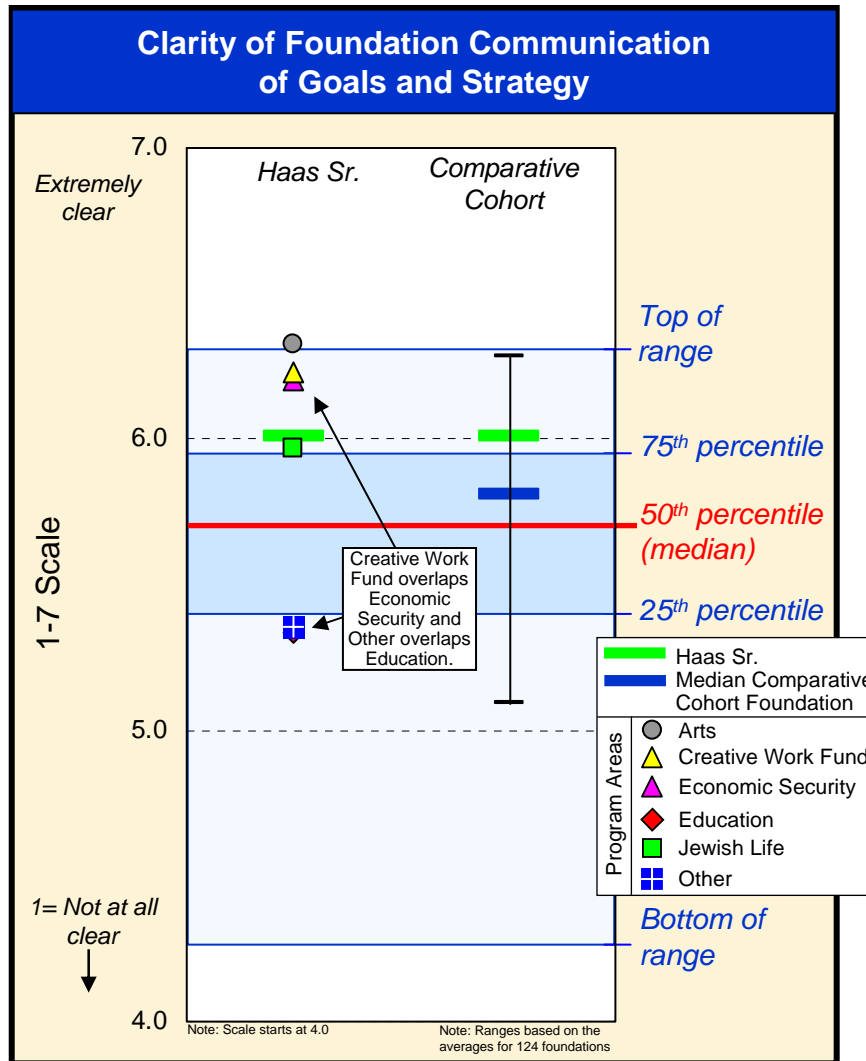 Clarity of Foundation Communication
of Goals and Strategy
7.0
Extremely
clear
Haas Sr.
Comparative
Cohort
Top of
range
6.0
75th percentile
50th percentile
(median)
1-7 Scale
Creative Work
Fund overlaps
Economic
Security and
Other overlaps
Education.
25th percentile
Haas Sr.
Median Comparative
Cohort Foundation
5.0
Program Areas
Arts
Creative Work Fund
Economic Security
Education
Jewish Life
Other
1= Not at all
clear
Bottom of
range
4.0
Note: Scale starts at 4.0
Note: Ranges based on the
averages for 124 foundations